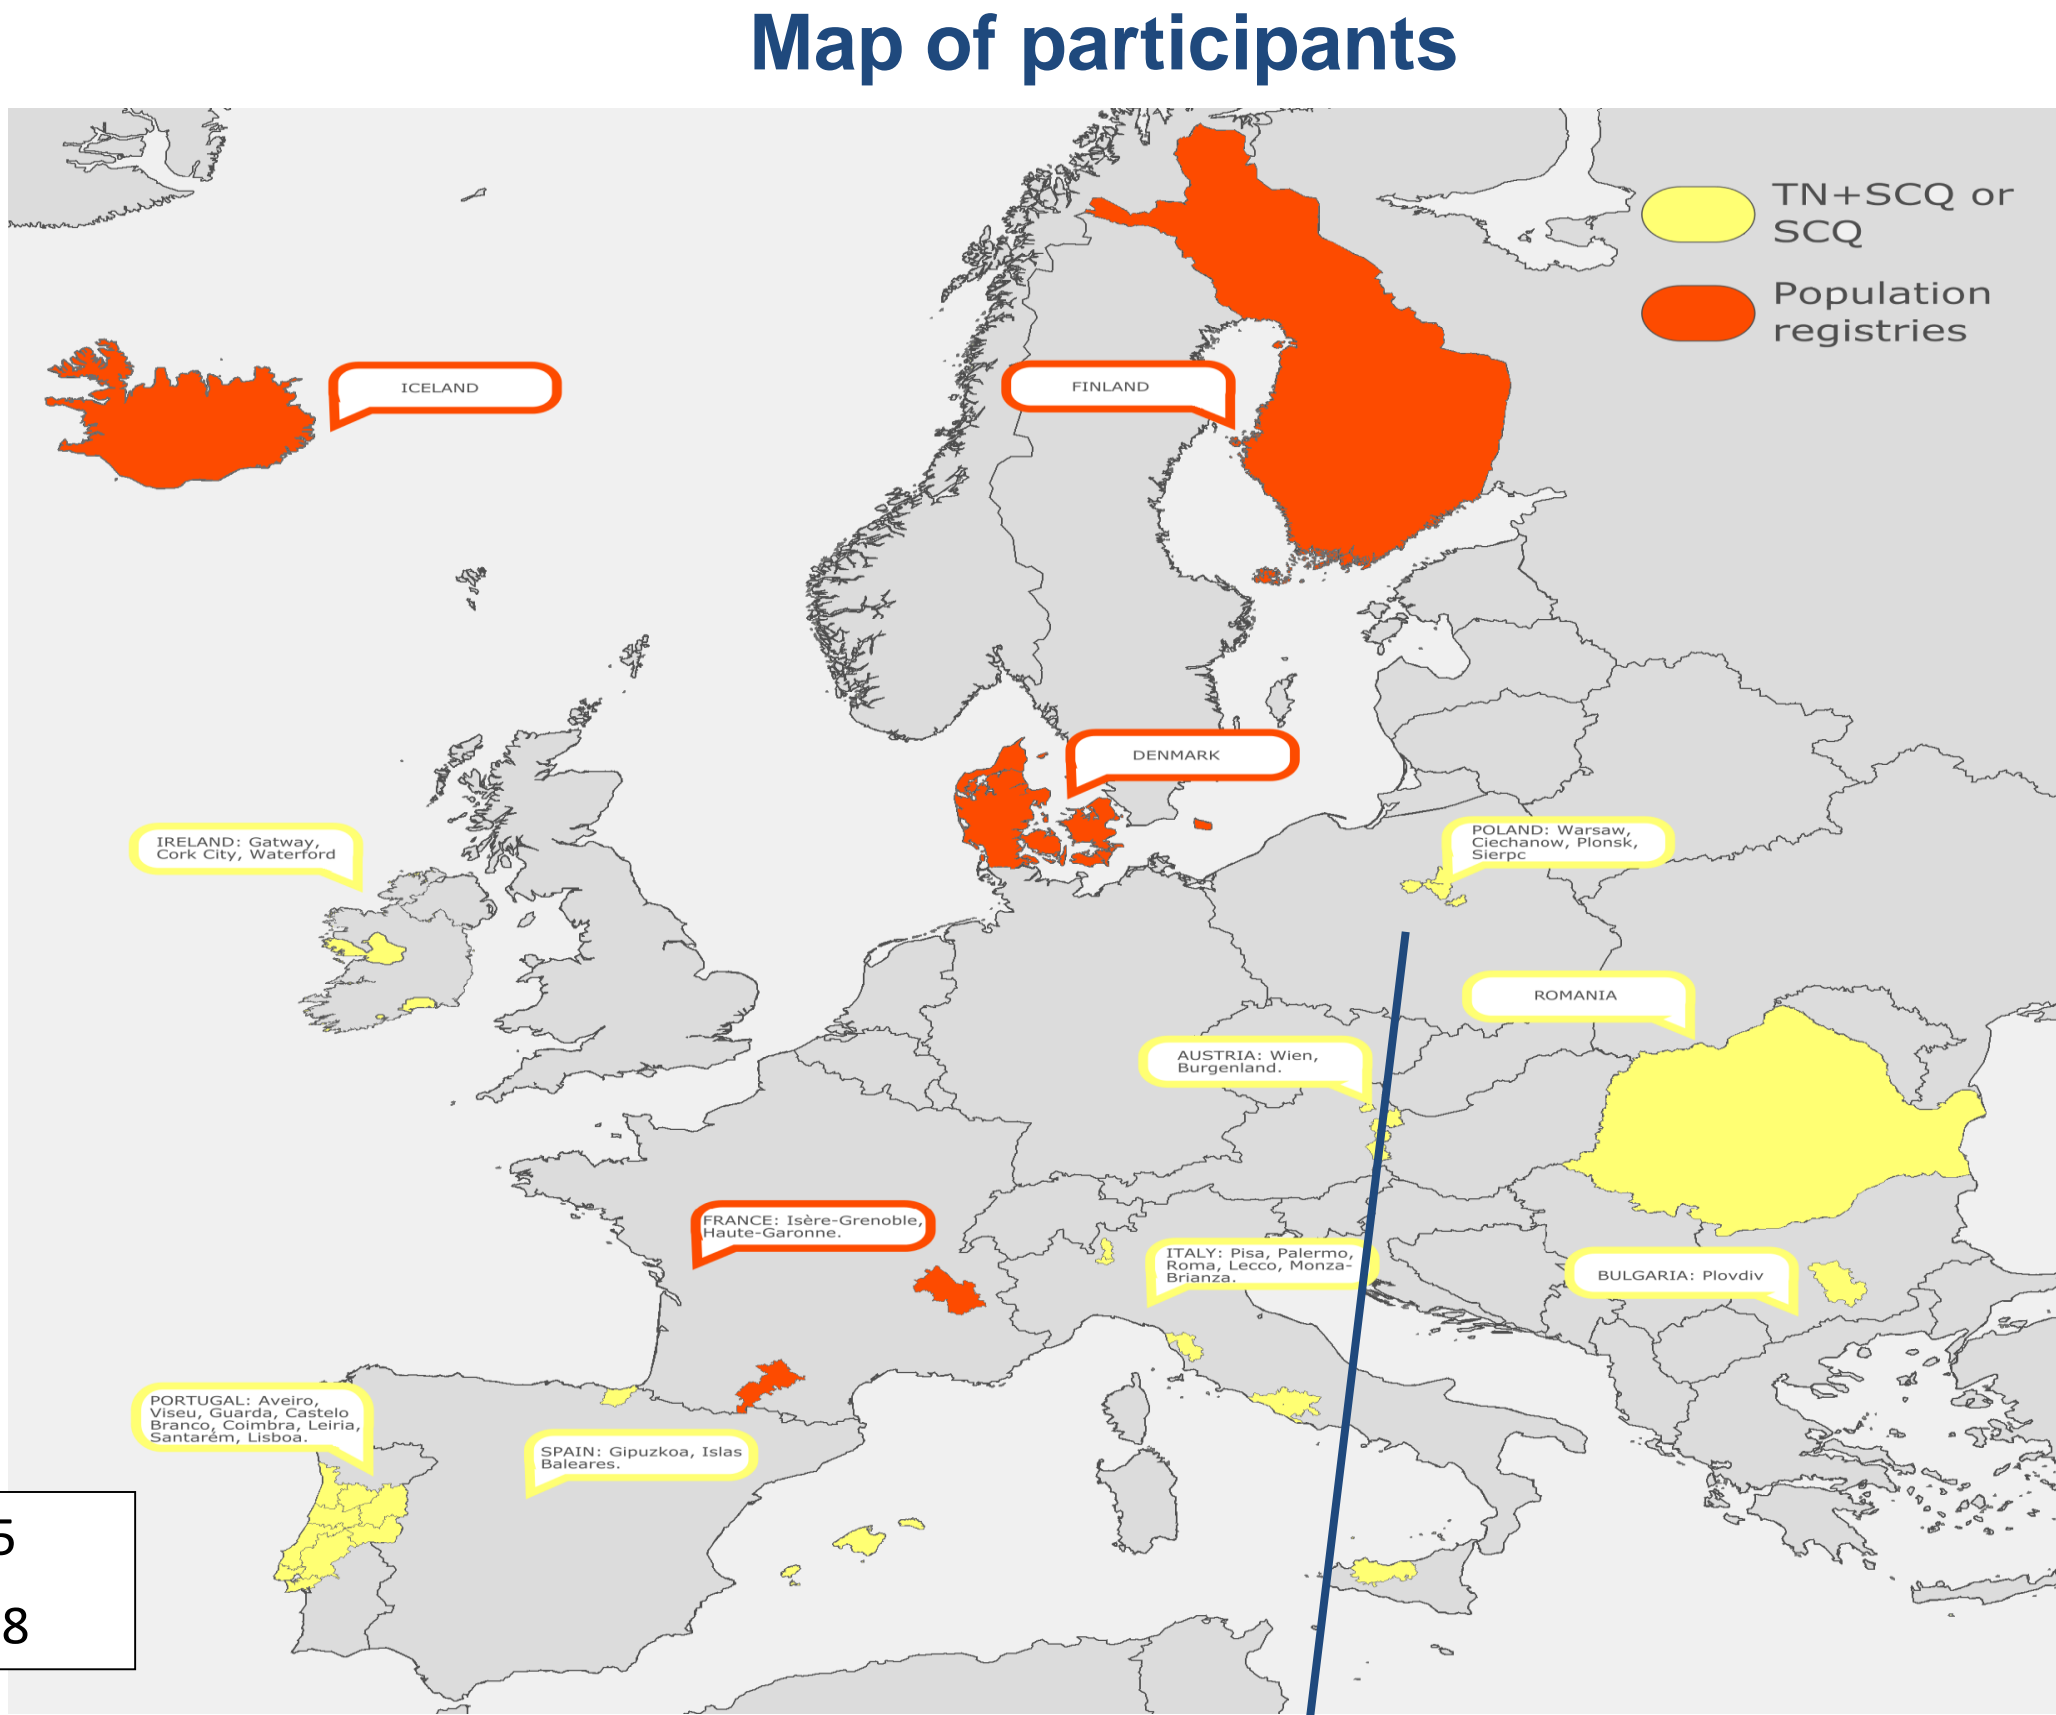 Map of participants
TN+SCQ or
SCQ
Population
registries
ICELAND
FINLAND
DENMARK
IRELAND: Gatway,
Cork City, Waterford
POLAND: Warsaw,
Ciechanow, Plonsk,
Sierpc
ROMANIA
AUSTRIA: Wien,
Burgenland.
FRANCE: Isère-Grenoble,
Haute-Garonne.
ITALY: Pisa, Palermo,
Roma, Lecco, Monza-
Brianza.
BULGARIA: Plovdiv
PORTUGAL: Aveiro,
Viseu, Guarda, Castelo
Branco, Coimbra, Leiria,
Santarém, Lisboa.
SPAIN: Gipuzkoa, Islas
Baleares.
5
8